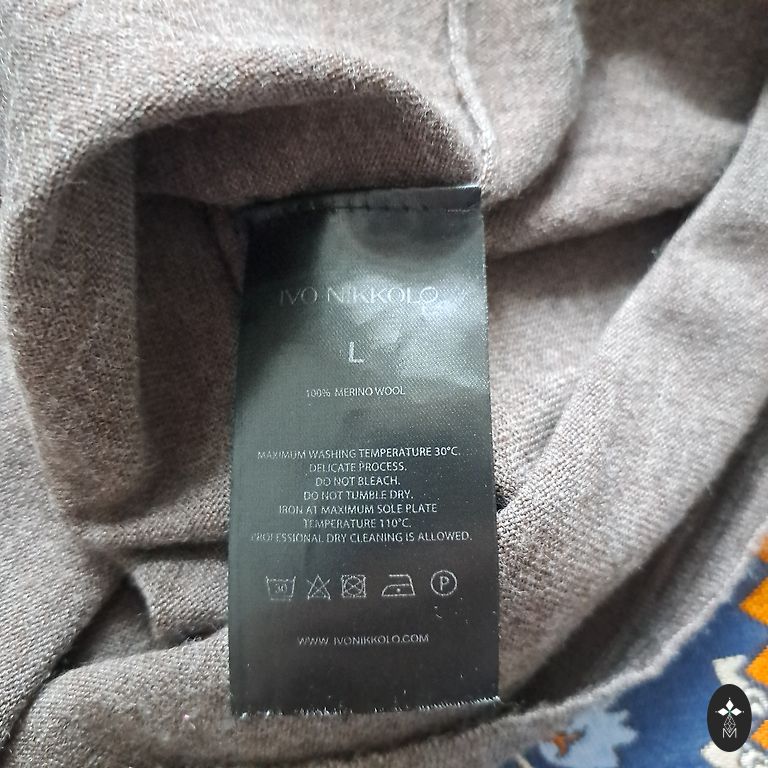 IVO NIKKOLO
L
100% MERINO WOOL
MAXIMUM WASHING TEMPERATURE 30°C.
DELICATE PROCESS.
DO NOT BLEACH.
DO NOT TUMBLE DRY.
IRON AT MAXIMUM SOLE PLATE
TEMPERATURE 110°C.
PROFESSIONAL DRY CLEANING IS ALLOWED.
30 P
WWW.IVONIKKOLO.COM
M